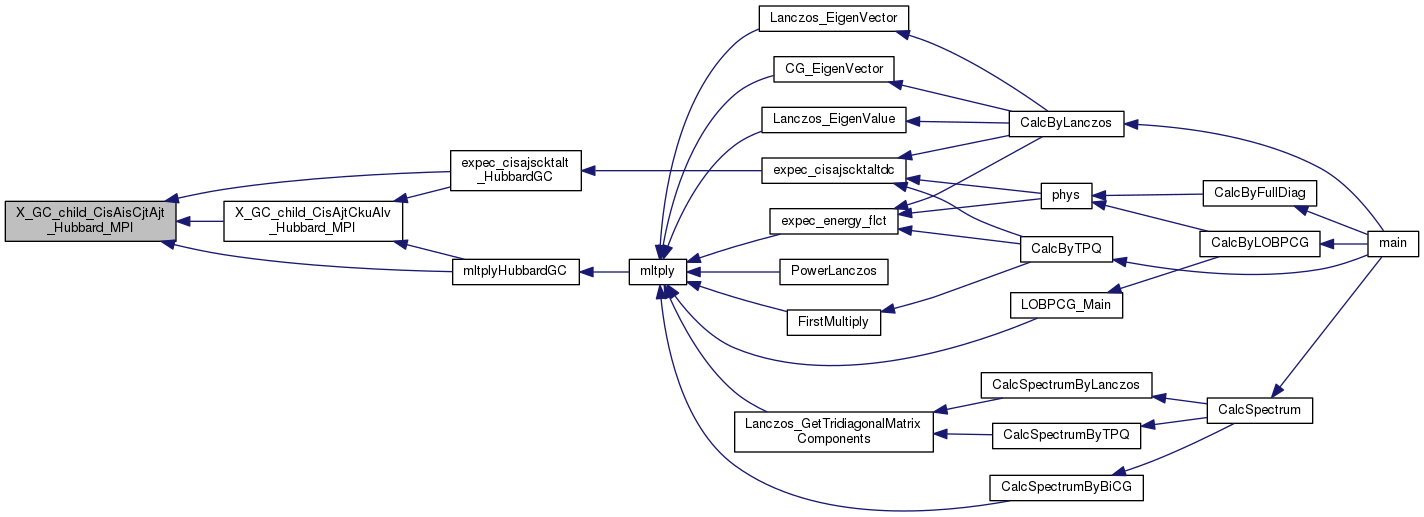 X_GC_child_CisAisCjtAjt
_Hubbard_MPI
expec_cisajscktalt
_HubbardGC
X_GC_child_CisAjtCkuAlv
_Hubbard_MPI
mltplyHubbardGC
mltply
Lanczos_EigenVector
CG_EigenVector
Lanczos_EigenValue
expec_cisajscktaltdc
expec_energy_flct
PowerLanczos
FirstMultiply
Lanczos_GetTridiagonalMatrix
Components
CalcByLanczos
phys
CalcByTPQ
LOBPCG_Main
CalcSpectrumByLanczos
CalcSpectrumByTPQ
CalcSpectrumByBiCG
CalcByFullDiag
CalcByLOBPCG
CalcSpectrum
main